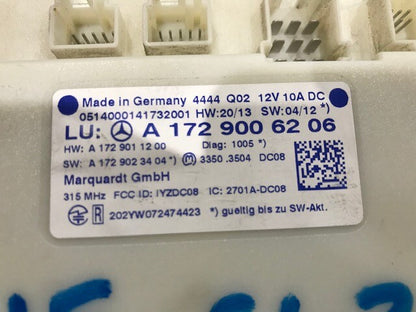 Made in Germany 4444 Q02 12V 10A DC
0514000141732001 HW: 20/13 SW: 04/12 *)
LU: A 172 900 62 06
HW: A 172 901 12 00 Diag: 1005 *)
SW: A 172 902 34 04 *) M 3350 .3504 DC08
Marquardt GmbH
315 MHz FCC ID: IYZDC08 IC: 2701A-DC08
R 202YW072474423 *) gueltig bis zu SW-Akt.